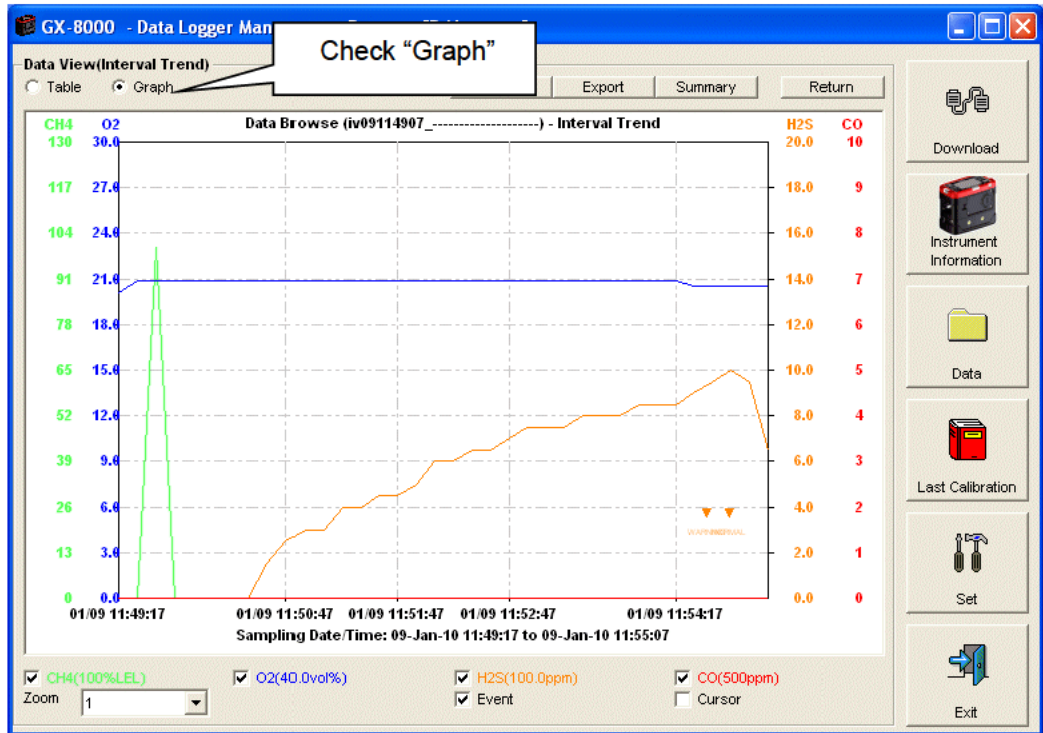 GX-8000 - Data Logger Man
Check “Graph”
Data View(Interval Trend)
Table Graph Export Summary Return
CH4 O2 Data Browse (iv09114907_--------------------) - Interval Trend H2S CO
130 30.0 20.0 10
117 27.0 18.0 9
104 24.0 16.0 8
91 21.0 14.0 7
78 18.0 12.0 6
65 15.0 10.0 5
52 12.0 8.0 4
39 9.0 6.0 3
26 6.0 4.0 2
13 3.0 2.0 1
0 0.0 0.0 0
01/09 11:49:17 01/09 11:50:47 01/09 11:51:47 01/09 11:52:47 01/09 11:54:17
Sampling Date/Time: 09-Jan-10 11:49:17 to 09-Jan-10 11:55:07
CH4(100%LEL) O2(40.0vol%) H2S(100.0ppm) CO(500ppm)
Zoom 1 Event Cursor
Download
Instrument
Information
Data
Last Calibration
Set
Exit